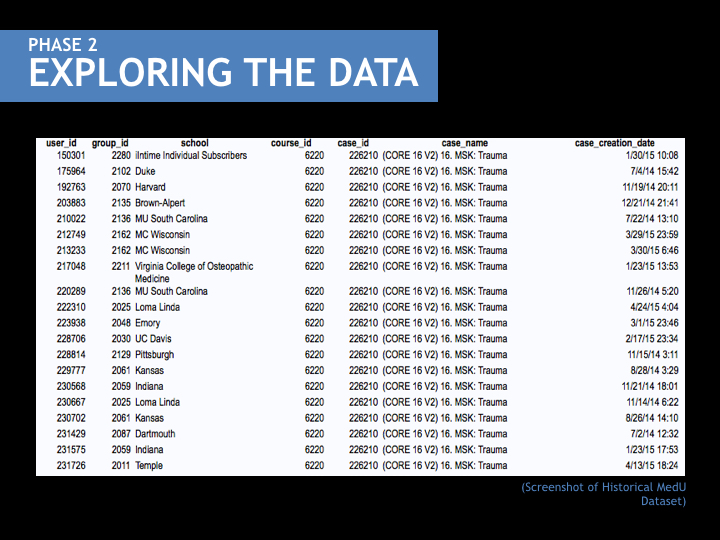 PHASE 2
EXPLORING THE DATA
user_id group_id school course_id case_id case_name case_creation_date
150301 2280 iIntime Individual Subscribers 6220 226210 (CORE 16 V2) 16. MSK: Trauma 1/30/15 10:08
175964 2102 Duke 6220 226210 (CORE 16 V2) 16. MSK: Trauma 7/4/14 15:42
192763 2070 Harvard 6220 226210 (CORE 16 V2) 16. MSK: Trauma 11/19/14 20:11
203883 2135 Brown-Alpert 6220 226210 (CORE 16 V2) 16. MSK: Trauma 12/21/14 21:41
210022 2136 MU South Carolina 6220 226210 (CORE 16 V2) 16. MSK: Trauma 7/22/14 13:10
212749 2162 MC Wisconsin 6220 226210 (CORE 16 V2) 16. MSK: Trauma 3/29/15 23:59
213233 2162 MC Wisconsin 6220 226210 (CORE 16 V2) 16. MSK: Trauma 3/30/15 6:46
217048 2211 Virginia College of Osteopathic 6220 226210 (CORE 16 V2) 16. MSK: Trauma 1/23/15 13:53
Medicine
220289 2136 MU South Carolina 6220 226210 (CORE 16 V2) 16. MSK: Trauma 11/26/14 5:20
222310 2025 Loma Linda 6220 226210 (CORE 16 V2) 16. MSK: Trauma 4/24/15 4:04
223938 2048 Emory 6220 226210 (CORE 16 V2) 16. MSK: Trauma 3/1/15 23:46
228706 2030 UC Davis 6220 226210 (CORE 16 V2) 16. MSK: Trauma 2/17/15 23:34
228814 2129 Pittsburgh 6220 226210 (CORE 16 V2) 16. MSK: Trauma 11/15/14 3:11
229777 2061 Kansas 6220 226210 (CORE 16 V2) 16. MSK: Trauma 8/28/14 3:29
230568 2059 Indiana 6220 226210 (CORE 16 V2) 16. MSK: Trauma 11/21/14 18:01
230667 2025 Loma Linda 6220 226210 (CORE 16 V2) 16. MSK: Trauma 11/14/14 6:22
230702 2061 Kansas 6220 226210 (CORE 16 V2) 16. MSK: Trauma 8/26/14 14:10
231429 2087 Dartmouth 6220 226210 (CORE 16 V2) 16. MSK: Trauma 7/2/14 12:32
231575 2059 Indiana 6220 226210 (CORE 16 V2) 16. MSK: Trauma 1/23/15 17:53
231726 2011 Temple 6220 226210 (CORE 16 V2) 16. MSK: Trauma 4/13/15 18:24
(Screenshot of Historical MedU
Dataset)